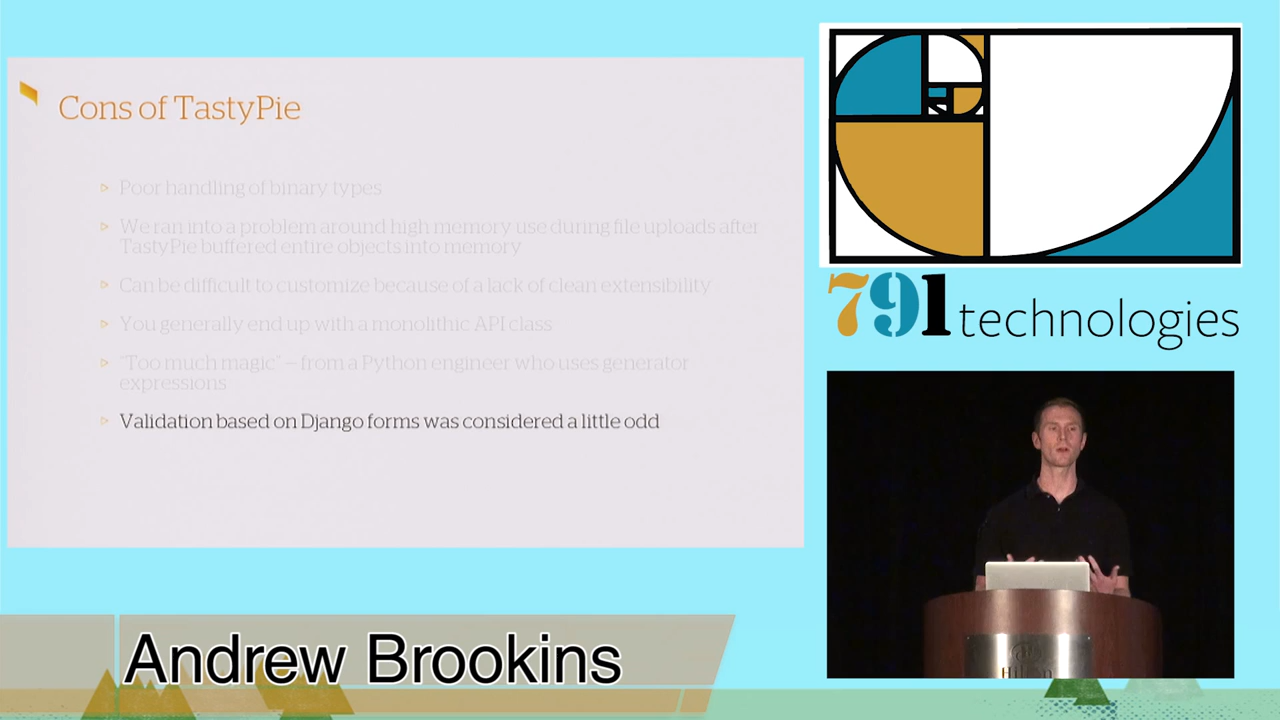 Cons of TastyPie
Poor handling of binary types
We ran into a problem around high memory use during file uploads after
TastyPie buffered entire objects into memory
Can be difficult to customize because of a lack of clean extensibility
You generally end up with a monolithic API class
"Too much magic" – from a Python engineer who uses generator
expressions
Validation based on Django forms was considered a little odd
791 technologies
Hilton
Andrew Brookins